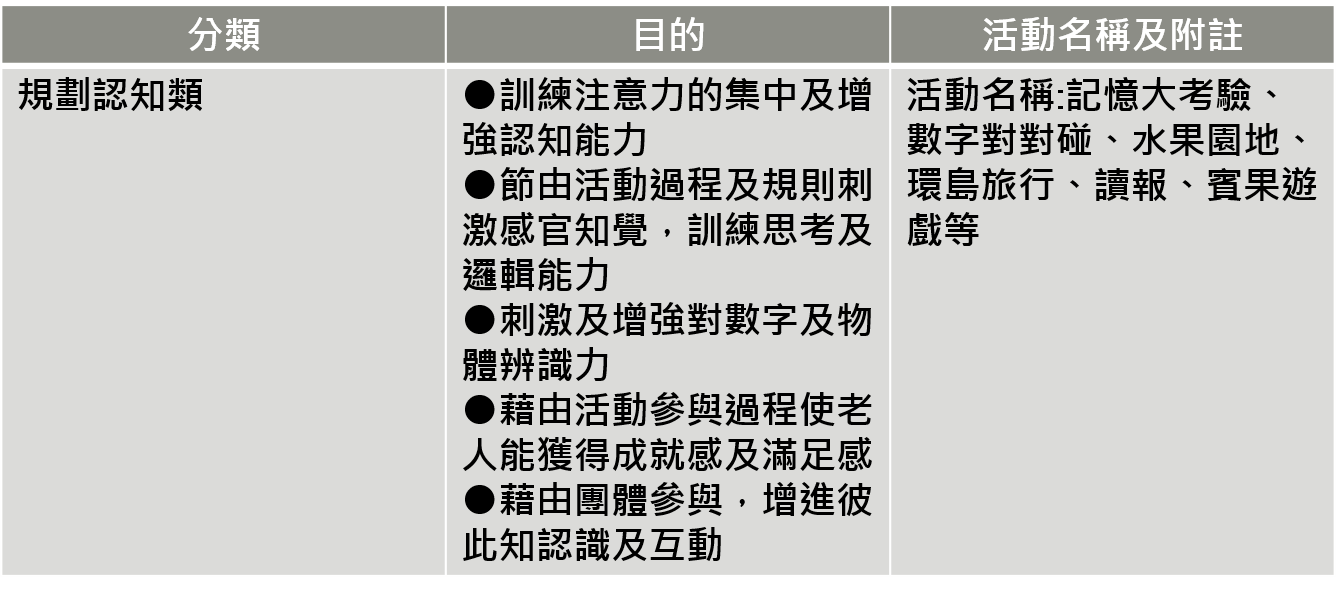 分類
目的
活動名稱及附註
規劃認知類
●訓練注意力的集中及增
強認知能力
●節由活動過程及規則刺
激感官知覺，訓練思考及
邏輯能力
●刺激及增強對數字及物
體辨識力
●藉由活動參與過程使老
人能獲得成就感及滿足感
●藉由團體參與，增進彼
此知認識及互動
活動名稱:記憶大考驗、
數字對對碰、水果園地、
環島旅行、讀報、賓果遊
戲等